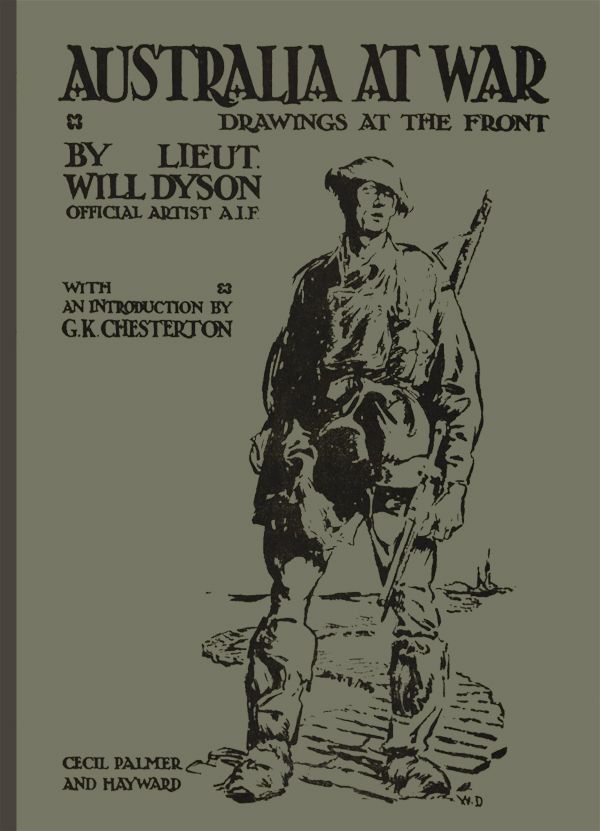 AUSTRALIA AT WAR
DRAWINGS AT THE FRONT
BY LIEUT.
WILL DYSON
OFFICIAL ARTIST A.I.F.
WITH
AN INTRODUCTION BY
G.K. CHESTERTON
CECIL PALMER
AND HAYWARD
W.D